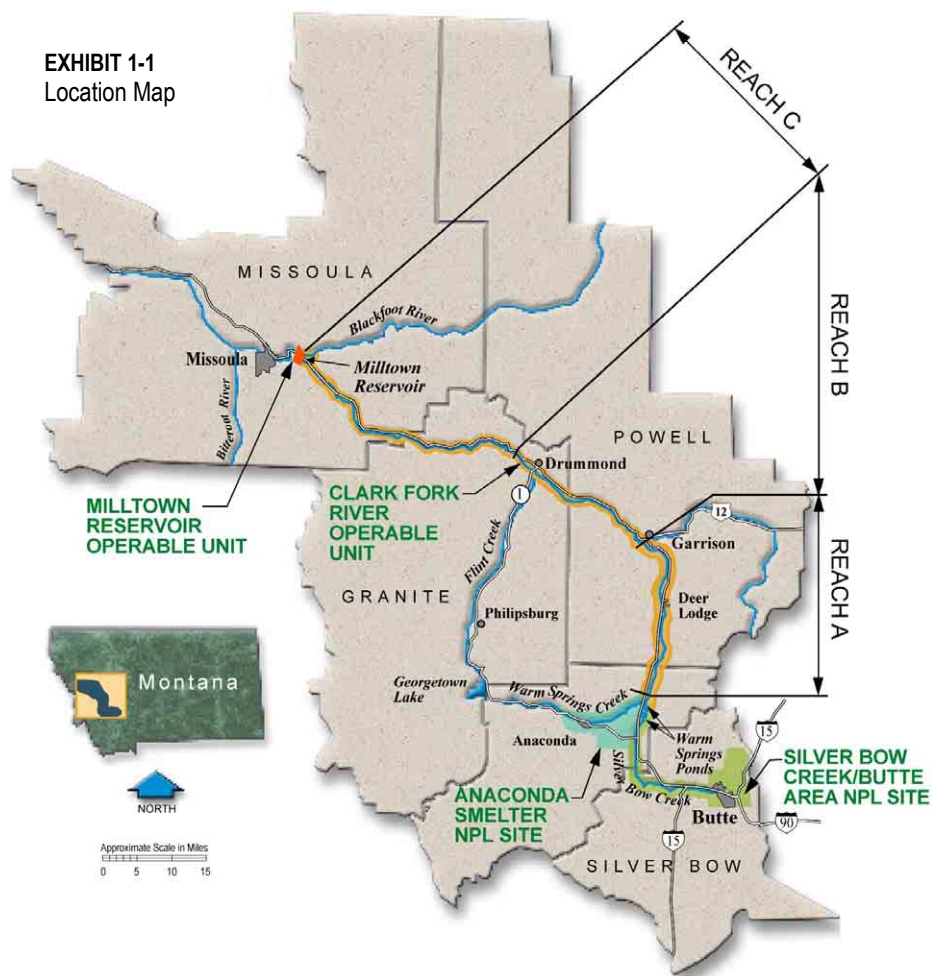 EXHIBIT 1-1
Location Map
REACH C
REACH B
REACH A
MISSOULA
Blackfoot River
Missoula
Milltown
Reservoir
Bitteroot River
POWELL
Drummond
MILLTOWN
RESERVOIR
OPERABLE UNIT
CLARK FORK
RIVER
OPERABLE
UNIT
1
12
Garrison
Flint Creek
GRANITE
Deer
Lodge
Philipsburg
Montana
Georgetown
Lake
Warm Springs Creek
Anaconda
Warm
Springs
Ponds
15
Silver
Bow Creek
SILVER BOW
CREEK/BUTTE
AREA NPL SITE
ANACONDA
SMELTER
NPL SITE
Butte
90
15
SILVER BOW
NORTH
Approximate Scale in Miles
0 5 10 15